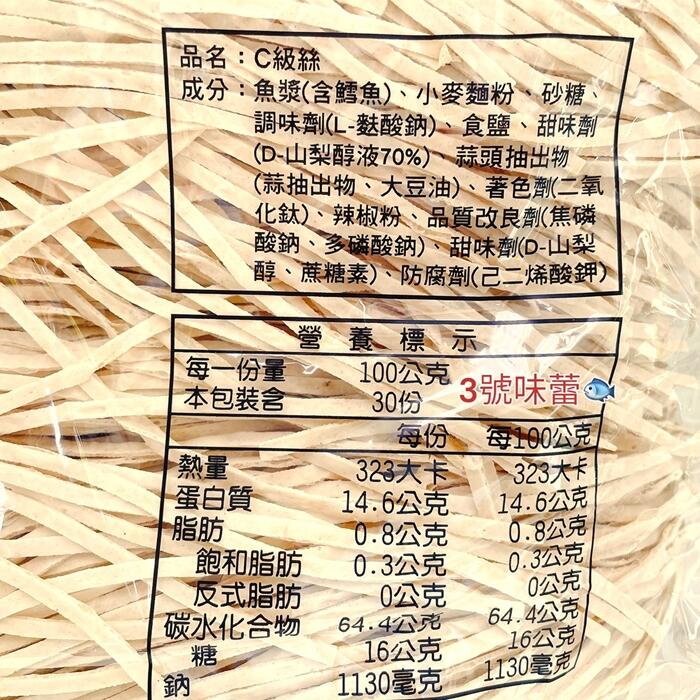 品名：C級絲
成分：魚漿(含鱈魚)、小麥麵粉、砂糖、
調味劑(L-麩酸鈉)、食鹽、甜味劑
(D-山梨醇液70%)、蒜頭抽出物
(蒜抽出物、大豆油)、著色劑(二氧
化鈦)、辣椒粉、品質改良劑(焦磷
酸鈉、多磷酸鈉)、甜味劑(D-山梨
醇、蔗糖素)、防腐劑(己二烯酸鉀)
營養標示
每一份量 100公克
本包裝含 30份
3號味蕾
每份 每100公克
熱量 323大卡 323大卡
蛋白質 14.6公克 14.6公克
脂肪 0.8公克 0.8公克
飽和脂肪 0.3公克 0.3公克
反式脂肪 0公克 0公克
碳水化合物 64.4公克 64.4公克
糖 16公克 16公克
鈉 1130毫克 1130毫克